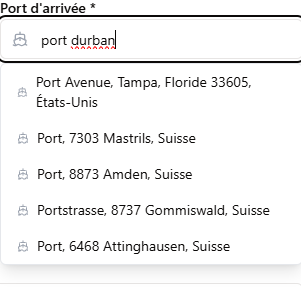 Port d'arrivée *
port durban
Port Avenue, Tampa, Floride 33605,
États-Unis
Port, 7303 Mastrils, Suisse
Port, 8873 Amden, Suisse
Portstrasse, 8737 Gommiswald, Suisse
Port, 6468 Attinghausen, Suisse